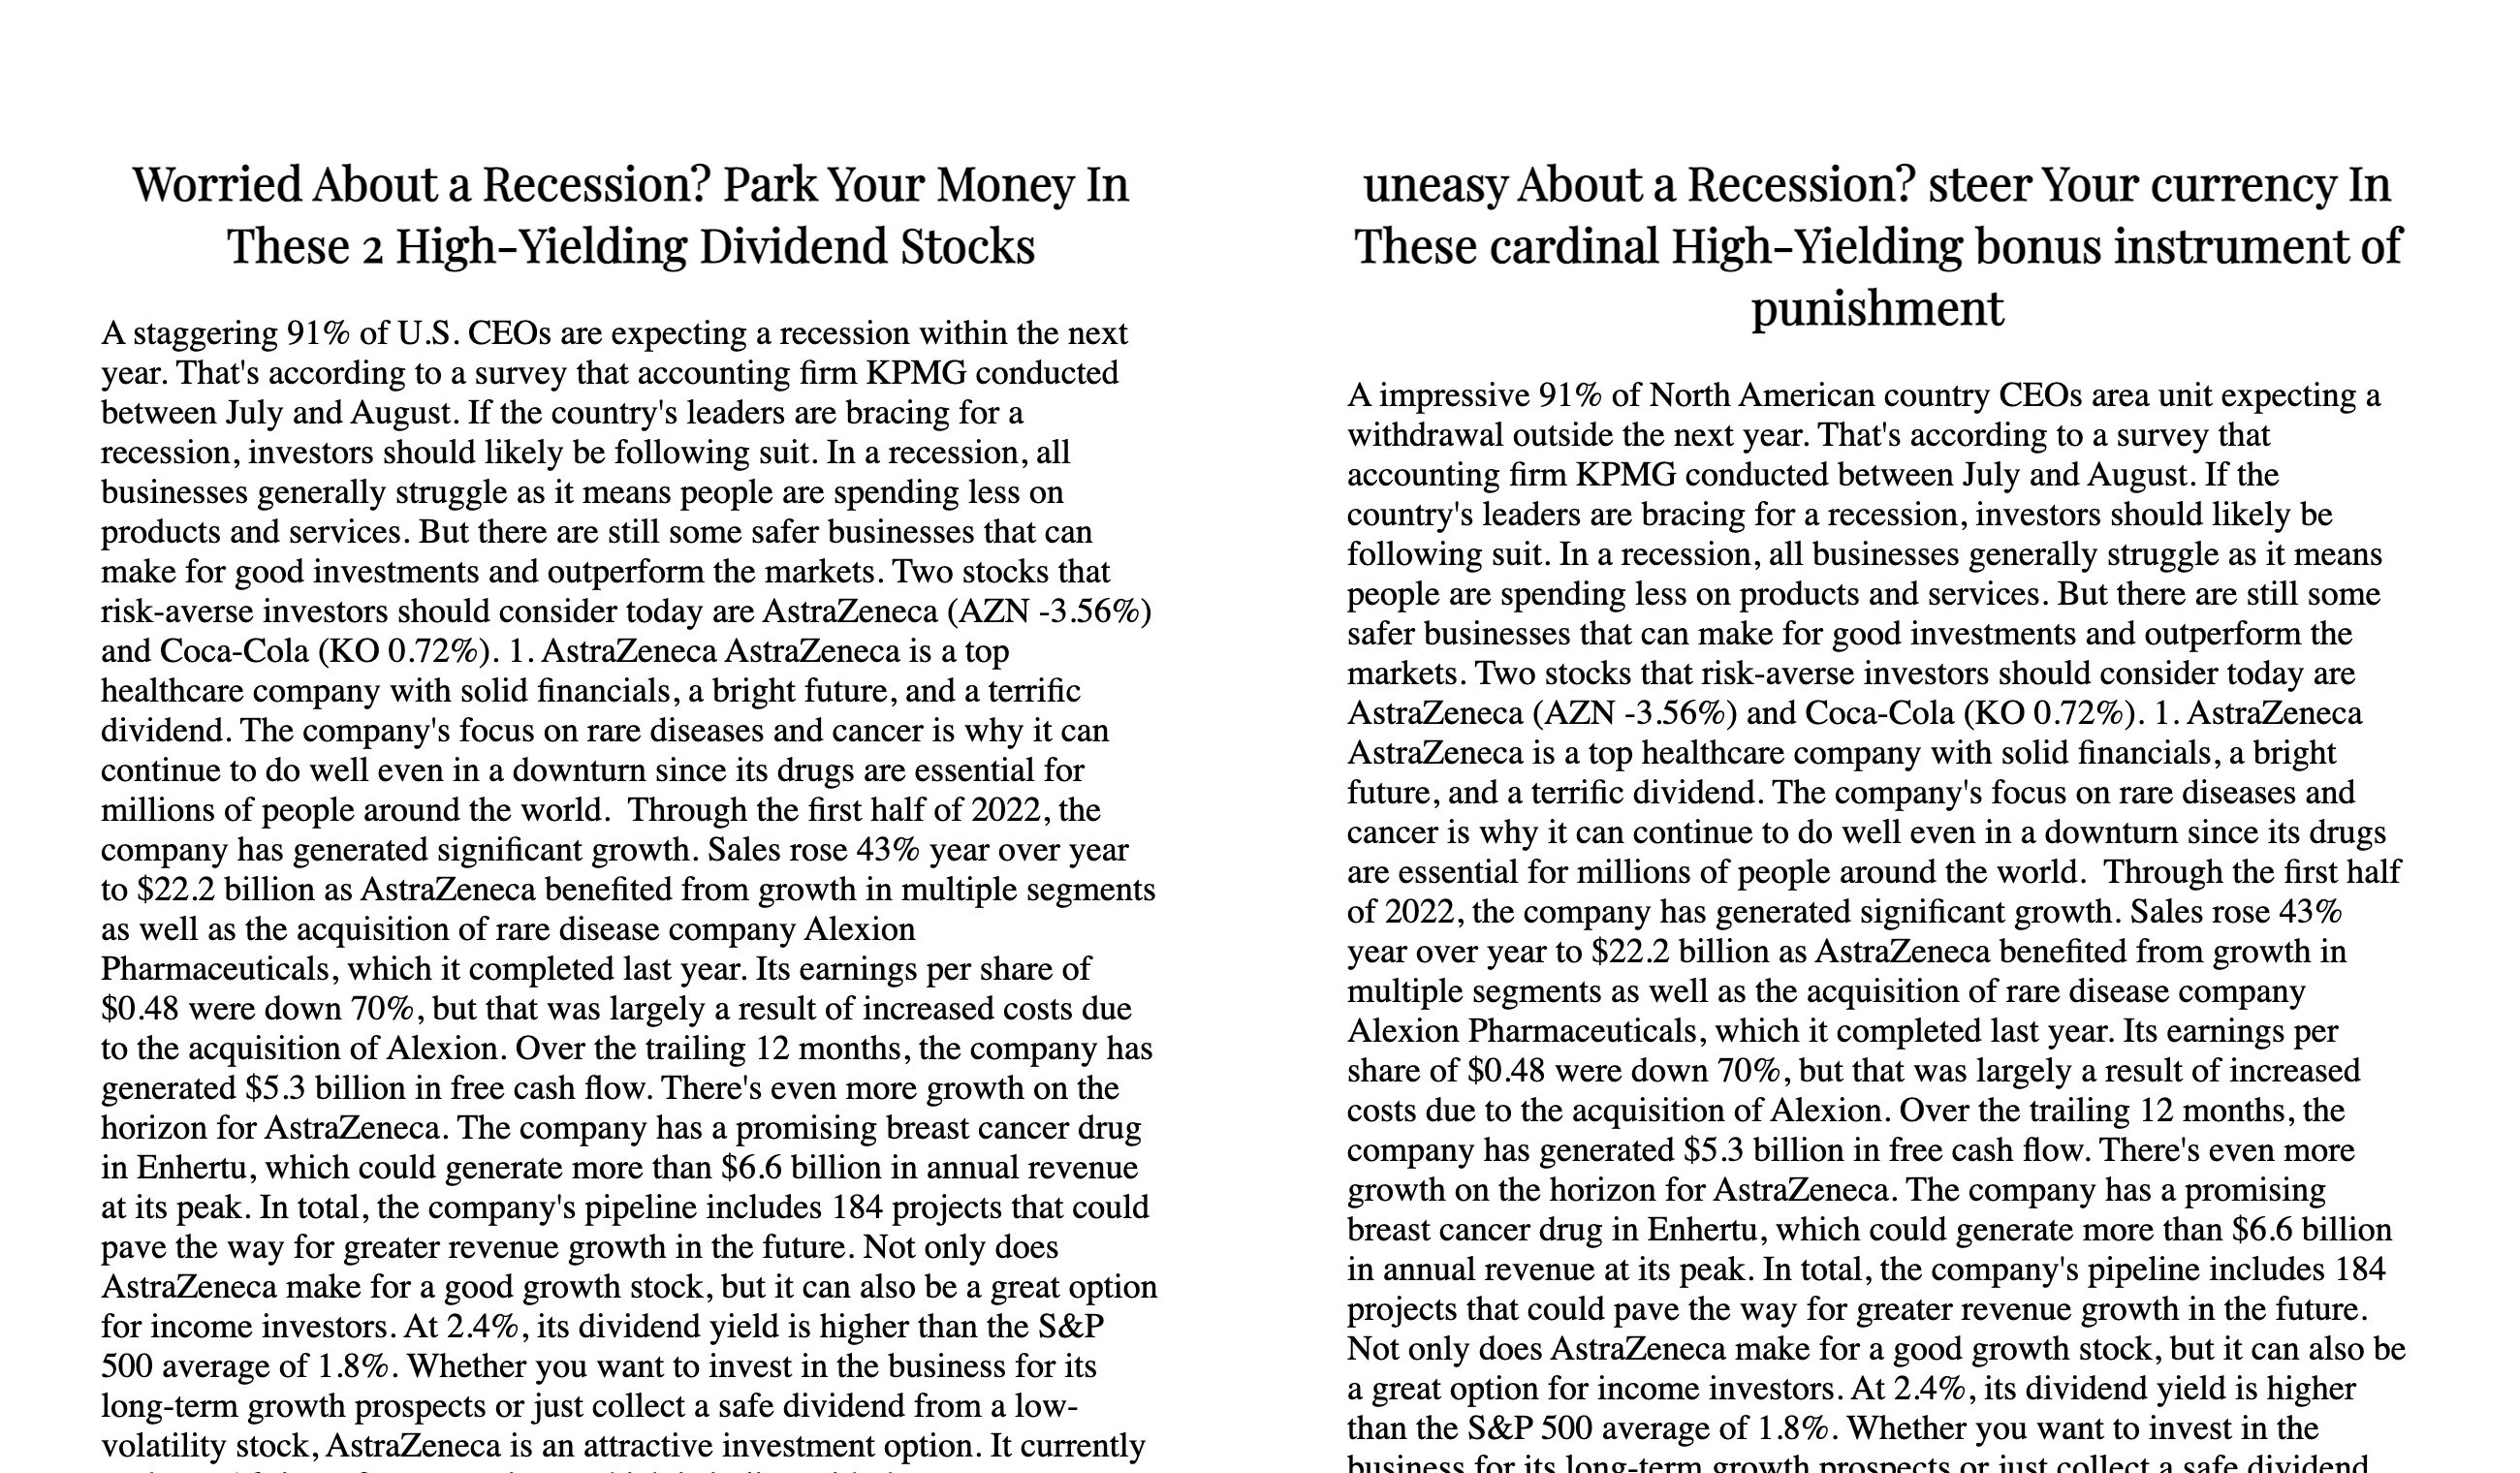 Worried About a Recession? Park Your Money In
These 2 High-Yielding Dividend Stocks
A staggering 91% of U.S. CEOs are expecting a recession within the next
year. That's according to a survey that accounting firm KPMG conducted
between July and August. If the country's leaders are bracing for a
recession, investors should likely be following suit. In a recession, all
businesses generally struggle as it means people are spending less on
products and services. But there are still some safer businesses that can
make for good investments and outperform the markets. Two stocks that
risk-averse investors should consider today are AstraZeneca (AZN -3.56%)
and Coca-Cola (KO 0.72%). 1. AstraZeneca AstraZeneca is a top
healthcare company with solid financials, a bright future, and a terrific
dividend. The company's focus on rare diseases and cancer is why it can
continue to do well even in a downturn since its drugs are essential for
millions of people around the world.  Through the first half of 2022, the
company has generated significant growth. Sales rose 43% year over year
to $22.2 billion as AstraZeneca benefited from growth in multiple segments
as well as the acquisition of rare disease company Alexion
Pharmaceuticals, which it completed last year. Its earnings per share of
$0.48 were down 70%, but that was largely a result of increased costs due
to the acquisition of Alexion. Over the trailing 12 months, the company has
generated $5.3 billion in free cash flow. There's even more growth on the
horizon for AstraZeneca. The company has a promising breast cancer drug
in Enhertu, which could generate more than $6.6 billion in annual revenue
at its peak. In total, the company's pipeline includes 184 projects that could
pave the way for greater revenue growth in the future. Not only does
AstraZeneca make for a good growth stock, but it can also be a great option
for income investors. At 2.4%, its dividend yield is higher than the S&P
500 average of 1.8%. Whether you want to invest in the business for its
long-term growth prospects or just collect a safe dividend from a low-
volatility stock, AstraZeneca is an attractive investment option. It currently
uneasy About a Recession? steer Your currency In
These cardinal High-Yielding bonus instrument of
punishment
A impressive 91% of North American country CEOs area unit expecting a
withdrawal outside the next year. That's according to a survey that
accounting firm KPMG conducted between July and August. If the
country's leaders are bracing for a recession, investors should likely be
following suit. In a recession, all businesses generally struggle as it means
people are spending less on products and services. But there are still some
safer businesses that can make for good investments and outperform the
markets. Two stocks that risk-averse investors should consider today are
AstraZeneca (AZN -3.56%) and Coca-Cola (KO 0.72%). 1. AstraZeneca
AstraZeneca is a top healthcare company with solid financials, a bright
future, and a terrific dividend. The company's focus on rare diseases and
cancer is why it can continue to do well even in a downturn since its drugs
are essential for millions of people around the world.  Through the first half
of 2022, the company has generated significant growth. Sales rose 43%
year over year to $22.2 billion as AstraZeneca benefited from growth in
multiple segments as well as the acquisition of rare disease company
Alexion Pharmaceuticals, which it completed last year. Its earnings per
share of $0.48 were down 70%, but that was largely a result of increased
costs due to the acquisition of Alexion. Over the trailing 12 months, the
company has generated $5.3 billion in free cash flow. There's even more
growth on the horizon for AstraZeneca. The company has a promising
breast cancer drug in Enhertu, which could generate more than $6.6 billion
in annual revenue at its peak. In total, the company's pipeline includes 184
projects that could pave the way for greater revenue growth in the future.
Not only does AstraZeneca make for a good growth stock, but it can also be
a great option for income investors. At 2.4%, its dividend yield is higher
than the S&P 500 average of 1.8%. Whether you want to invest in the
business for its long-term growth prospects or just collect a safe dividend